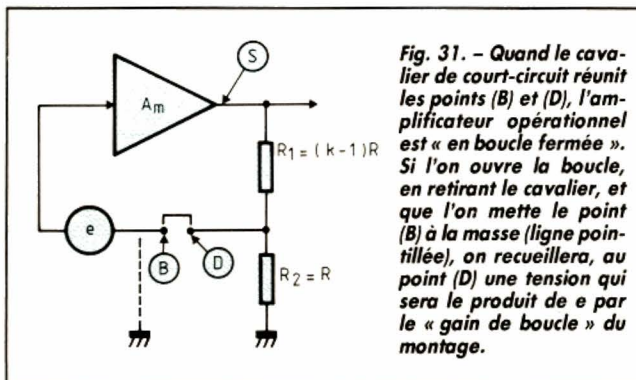 S
A m
R 1 = (k-1)R
e
B
D
R 2 = R
Fig. 31. – Quand le cava-
lier de court-circuit réunit
les points (B) et (D), l'am-
plificateur opérationnel
est « en boucle fermée ».
Si l'on ouvre la boucle,
en retirant le cavalier, et
que l'on mette le point
(B) à la masse (ligne poin-
tillée), on recueillera, au
point (D) une tension qui
sera le produit de e par
le « gain de boucle » du
montage.